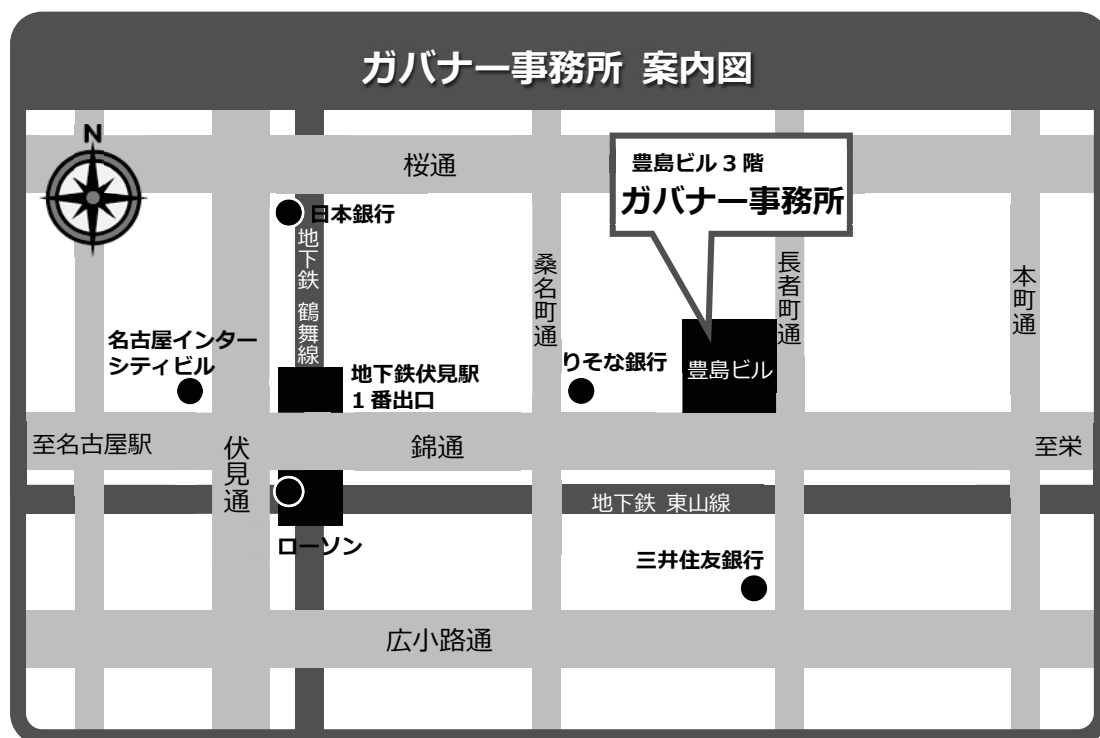 ガバナー事務所 案内図
N
桜通
豊島ビル 3 階
ガバナー事務所
日本銀行
地下鉄 鶴舞線
桑名町通
長者町通
本町通
名古屋インター
シティビル
地下鉄伏見駅
1 番出口
りそな銀行
豊島ビル
至名古屋駅
伏見通
錦通
至栄
地下鉄 東山線
ローソン
三井住友銀行
広小路通